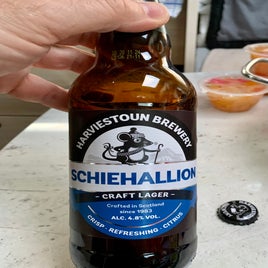 HARVIESTOUN BREWERY
SCHIEHALLION
- CRAFT LAGER -
Crafted in Scotland
since 1983
ALC. 4.8% VOL.
CRISP · REFRESHING · CITRUS